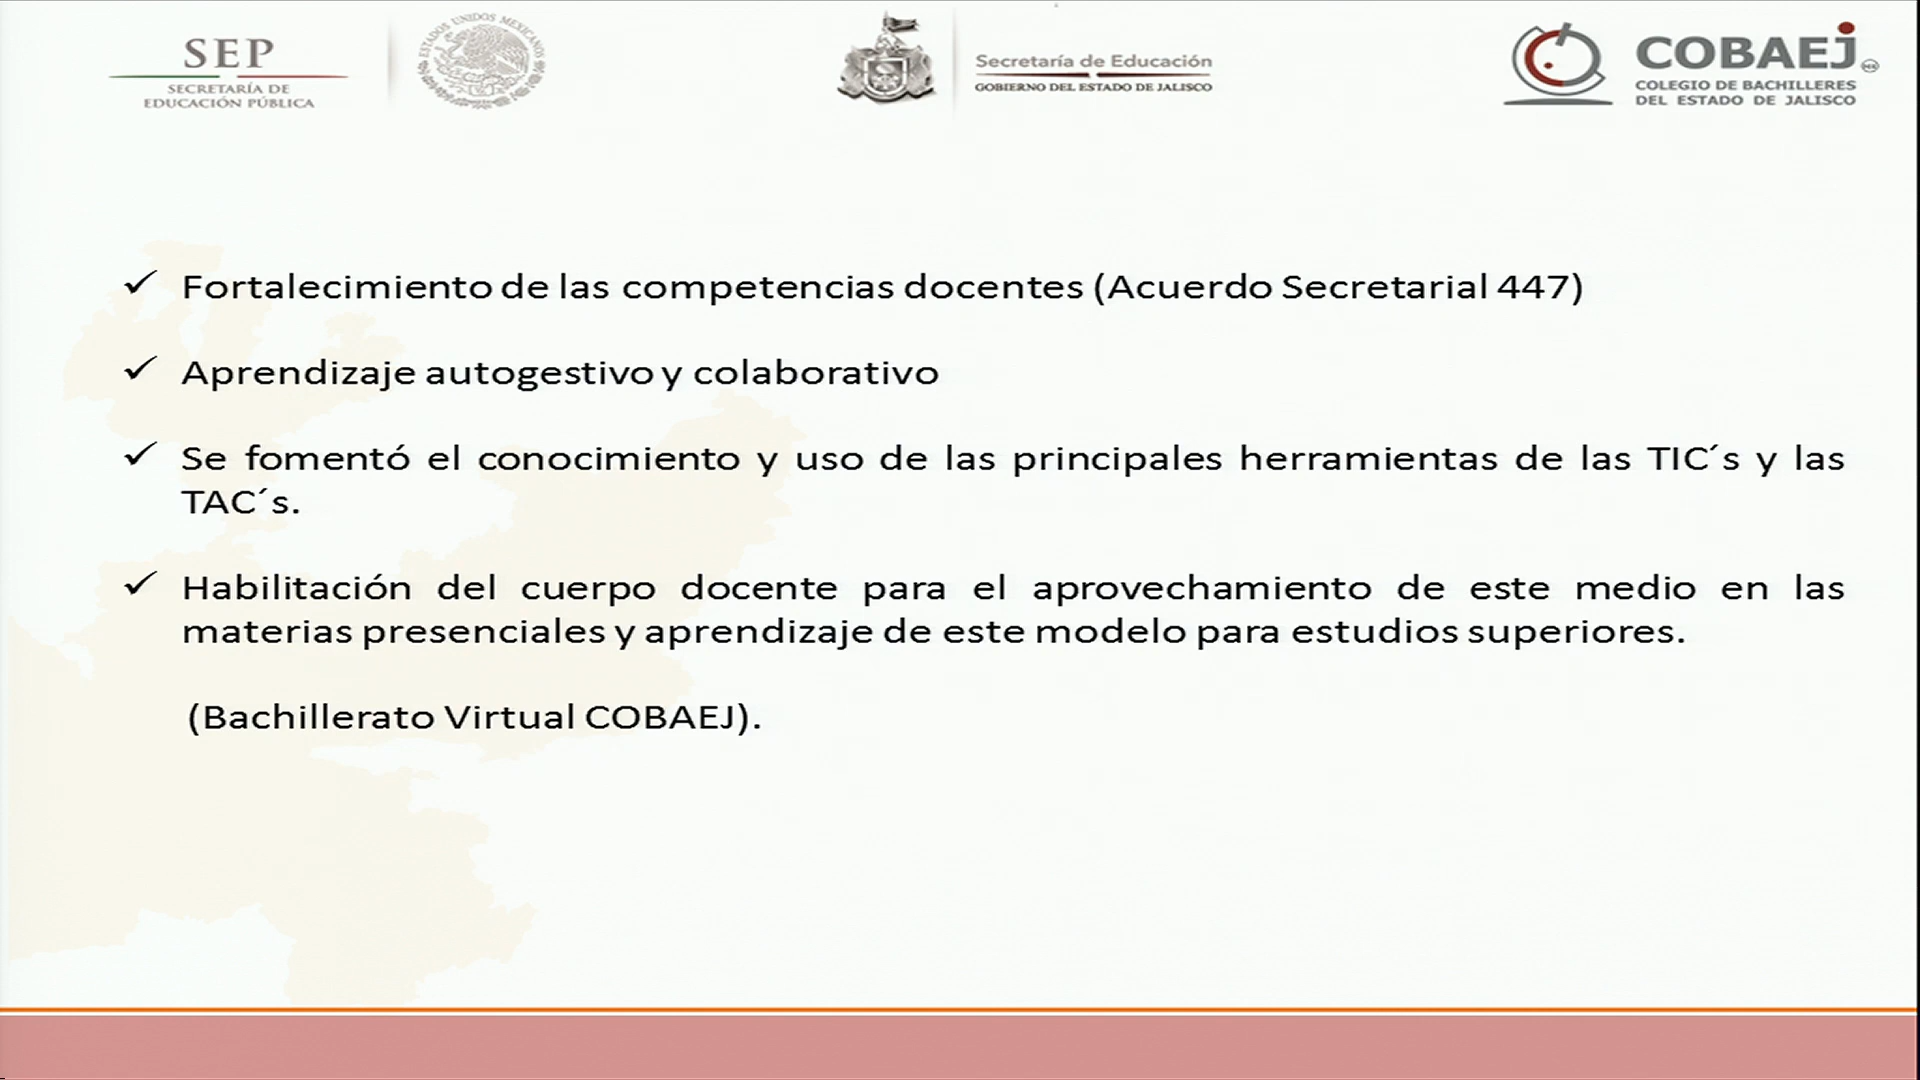 SEP
SECRETARÍA DE
EDUCACIÓN PÚBLICA
ESTADOS UNIDOS MEXICANOS
Secretaría de Educación
GOBIERNO DEL ESTADO DE JALISCO
COBAEJ
COLEGIO DE BACHILLERES
DEL ESTADO DE JALISCO
✓ Fortalecimiento de las competencias docentes (Acuerdo Secretarial 447)
✓ Aprendizaje autogestivo y colaborativo
✓ Se fomentó el conocimiento y uso de las principales herramientas de las TIC´s y las
TAC´s.
✓ Habilitación del cuerpo docente para el aprovechamiento de este medio en las
materias presenciales y aprendizaje de este modelo para estudios superiores.
(Bachillerato Virtual COBAEJ).